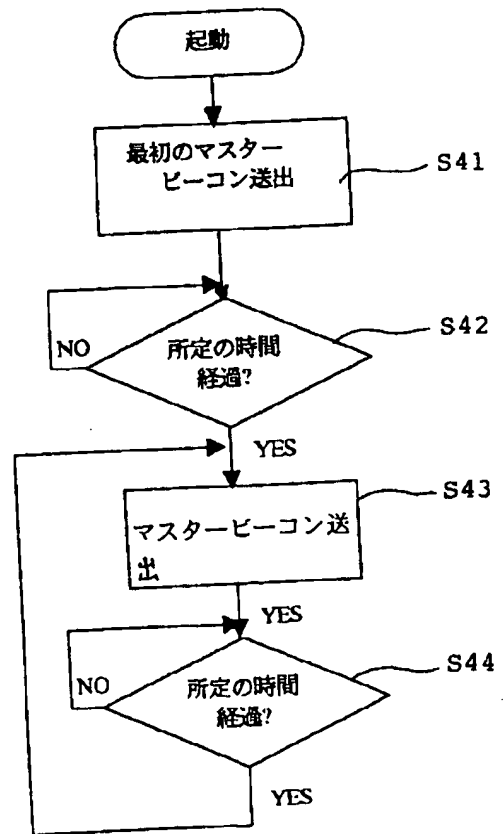 起動
最初のマスター
ビーコン送出
S41
所定の時間
経過?
S42
NO
YES
マスタービーコン送
出
S43
YES
所定の時間
経過?
S44
NO
YES